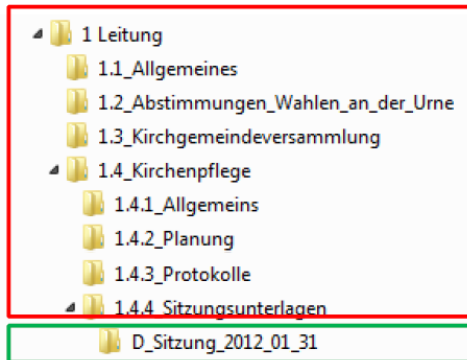 1 Leitung
1.1_Allgemeines
1.2_Abstimmungen_Wahlen_an_der_Urne
1.3_Kirchgemeindeversammlung
1.4_Kirchenpflege
1.4.1_Allgemeins
1.4.2_Planung
1.4.3_Protokolle
1.4.4_Sitzungsunterlagen
D_Sitzung_2012_01_31